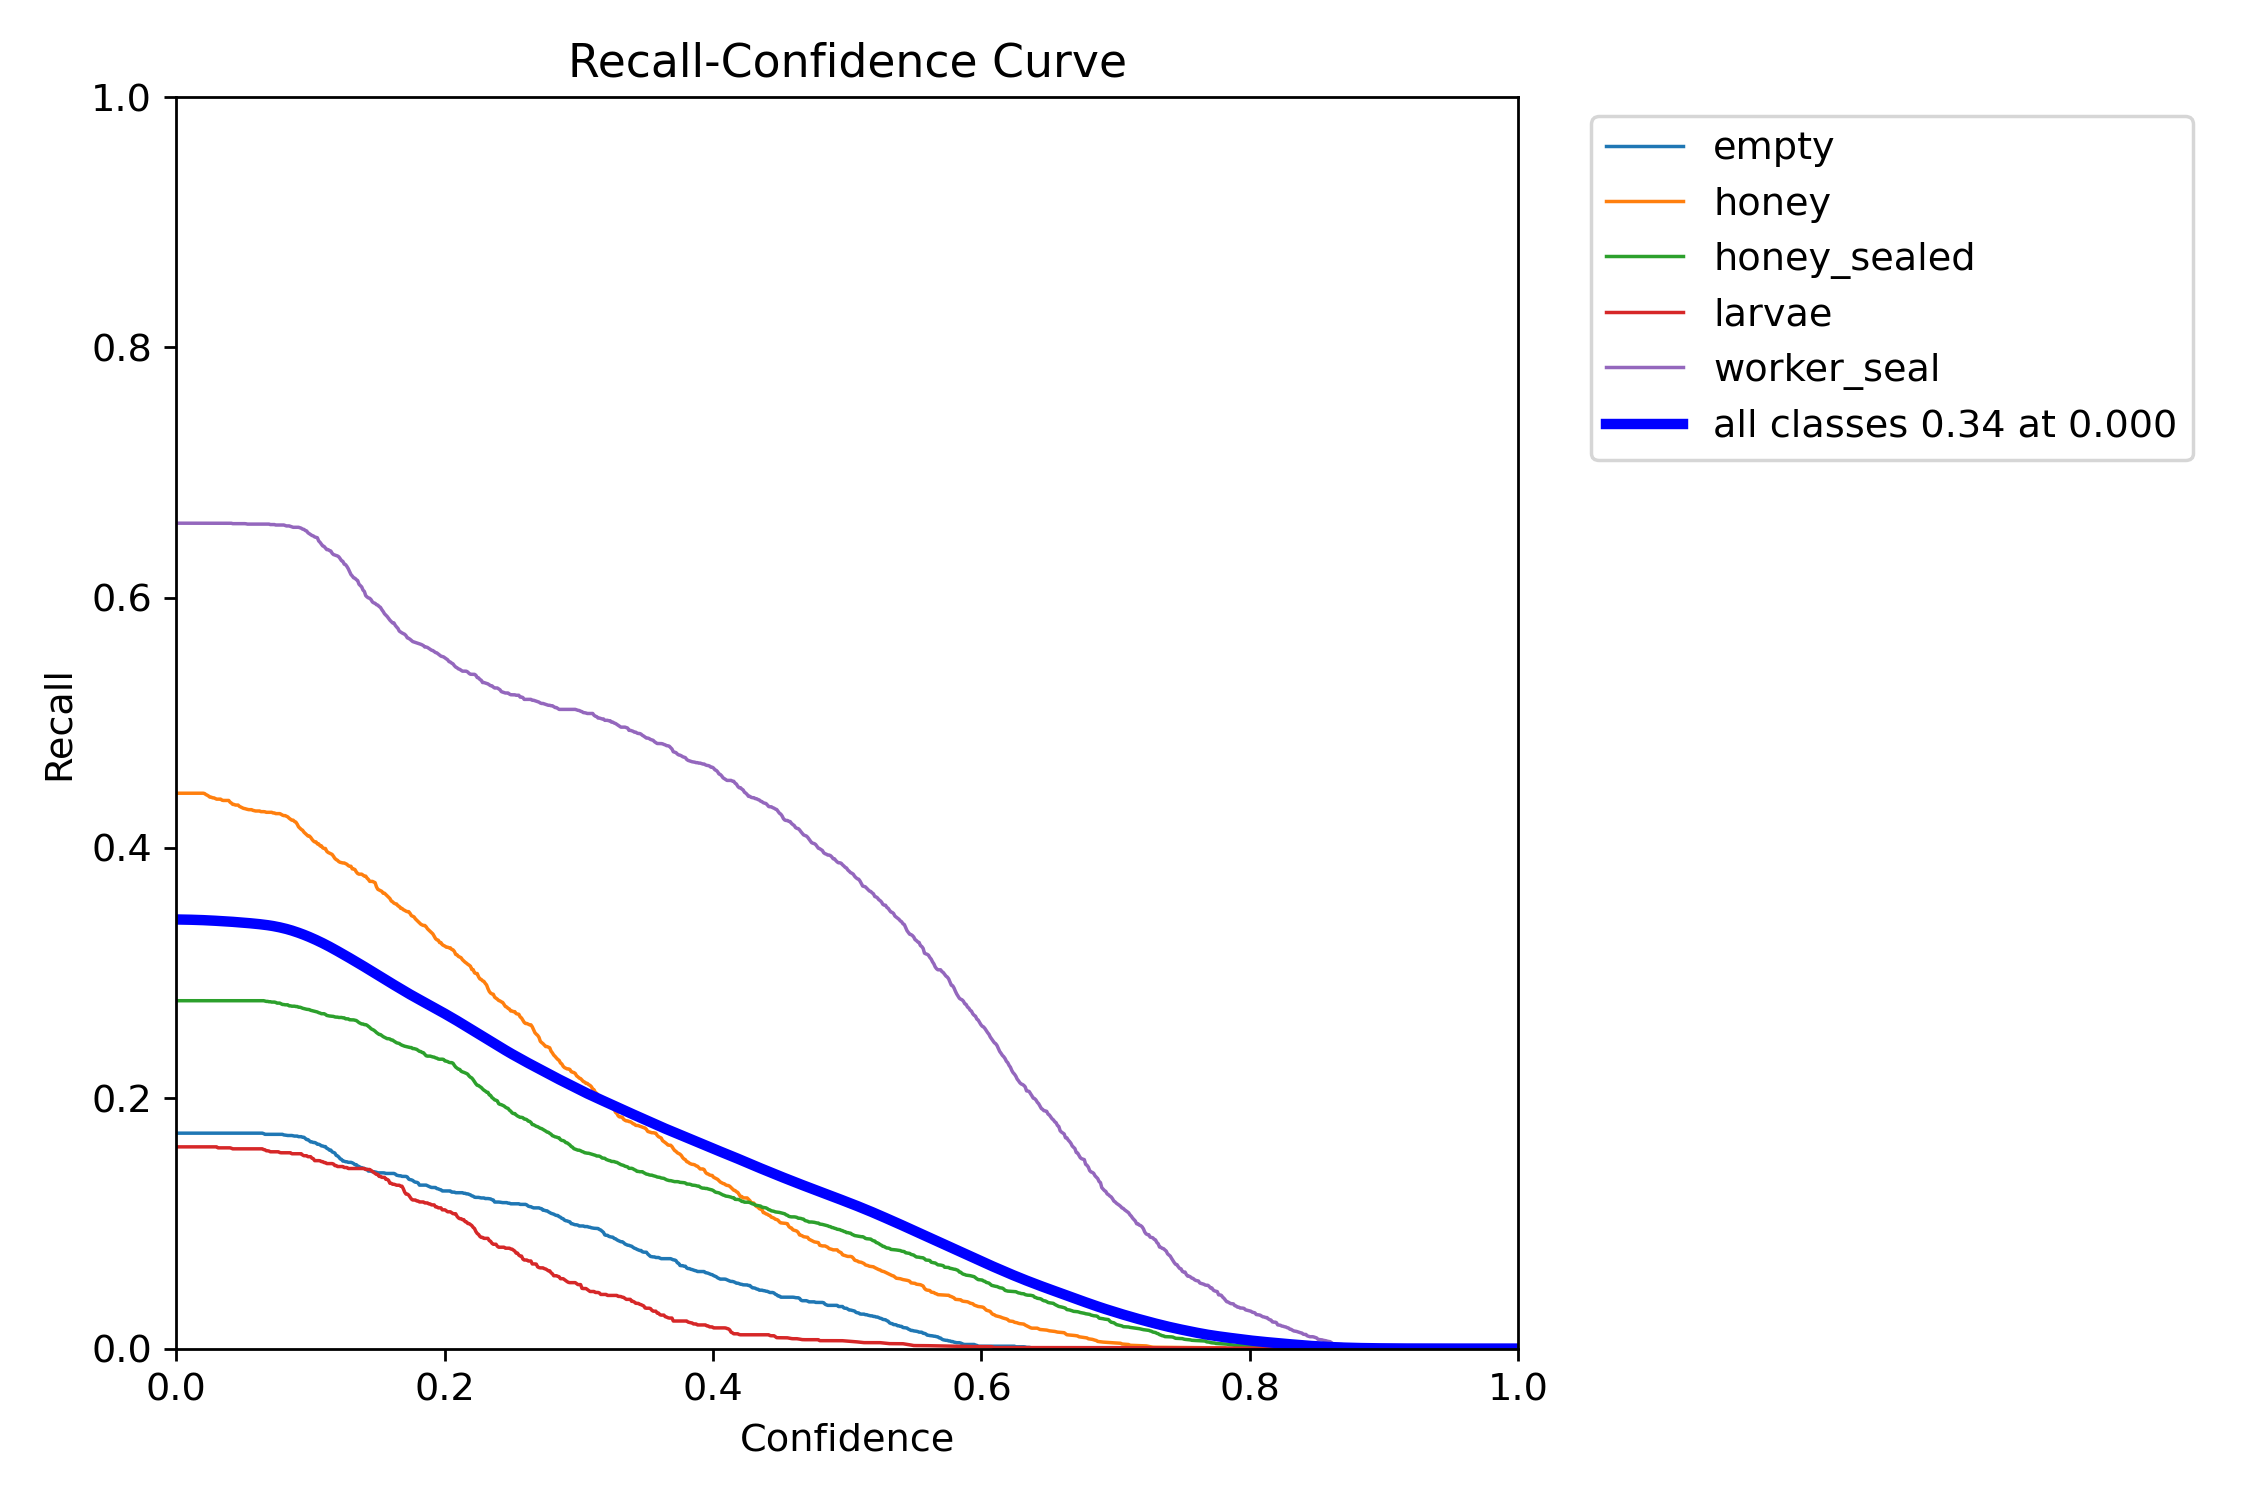 Recall-Confidence Curve
1.0
0.8
0.6
0.4
0.2
0.0
Recall
0.0 0.2 0.4 0.6 0.8 1.0
Confidence
empty
honey
honey_sealed
larvae
worker_seal
all classes 0.34 at 0.000